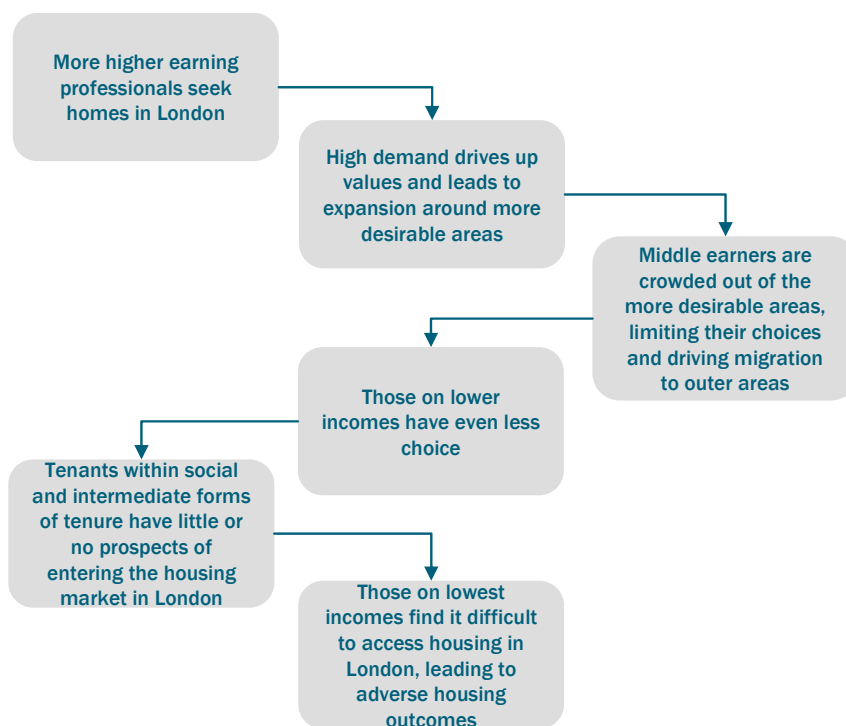 More higher earning
professionals seek
homes in London
High demand drives up
values and leads to
expansion around more
desirable areas
Middle earners are
crowded out of the
more desirable areas,
limiting their choices
and driving migration
to outer areas
Those on lower
incomes have even less
choice
Tenants within social
and intermediate forms
of tenure have little or
no prospects of
entering the housing
market in London
Those on lowest
incomes find it difficult
to access housing in
London, leading to
adverse housing
outcomes